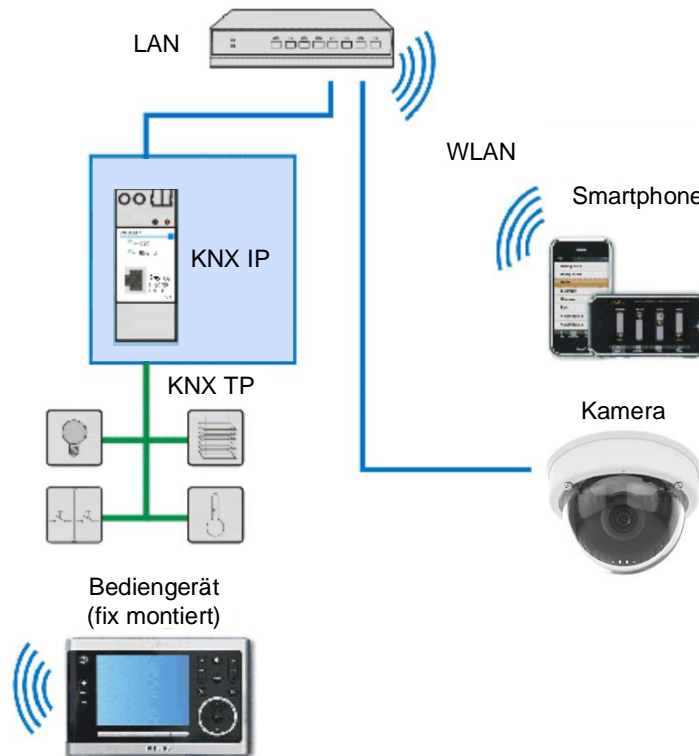 LAN
WLAN
Smartphone
KNX IP
KNX TP
Kamera
Bediengerät
(fix montiert)